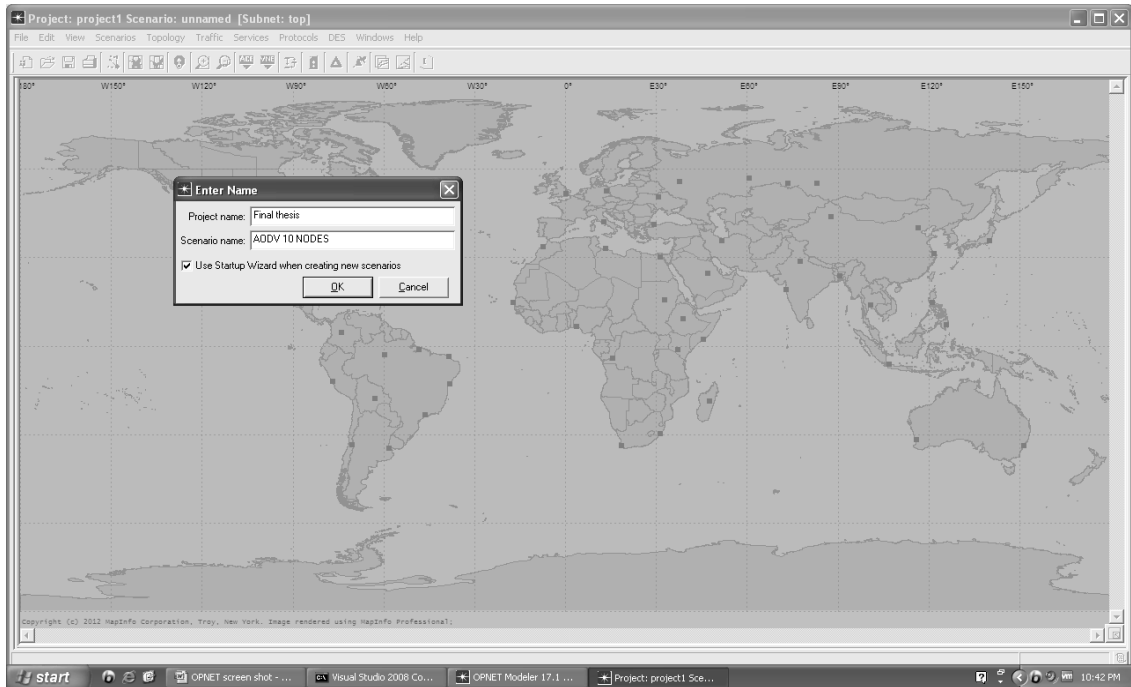 Project: project1 Scenario: unnamed [Subnet: top]
File Edit View Scenarios Topology Traffic Services Protocols DES Windows Help
180° W150° W120° W90° W60° W30° 0° E30° E60° E90° E120° E150°
Enter Name
Project name: Final thesis
Scenario name: AODV 10 NODES
Use Startup Wizard when creating new scenarios
OK Cancel
Copyright (c) 2012 MapInfo Corporation, Troy, New York. Image rendered using MapInfo Professional;
start OPNET screen shot - ... Visual Studio 2008 Co... OPNET Modeler 17.1 ... Project: project1 Sce... 10:42 PM